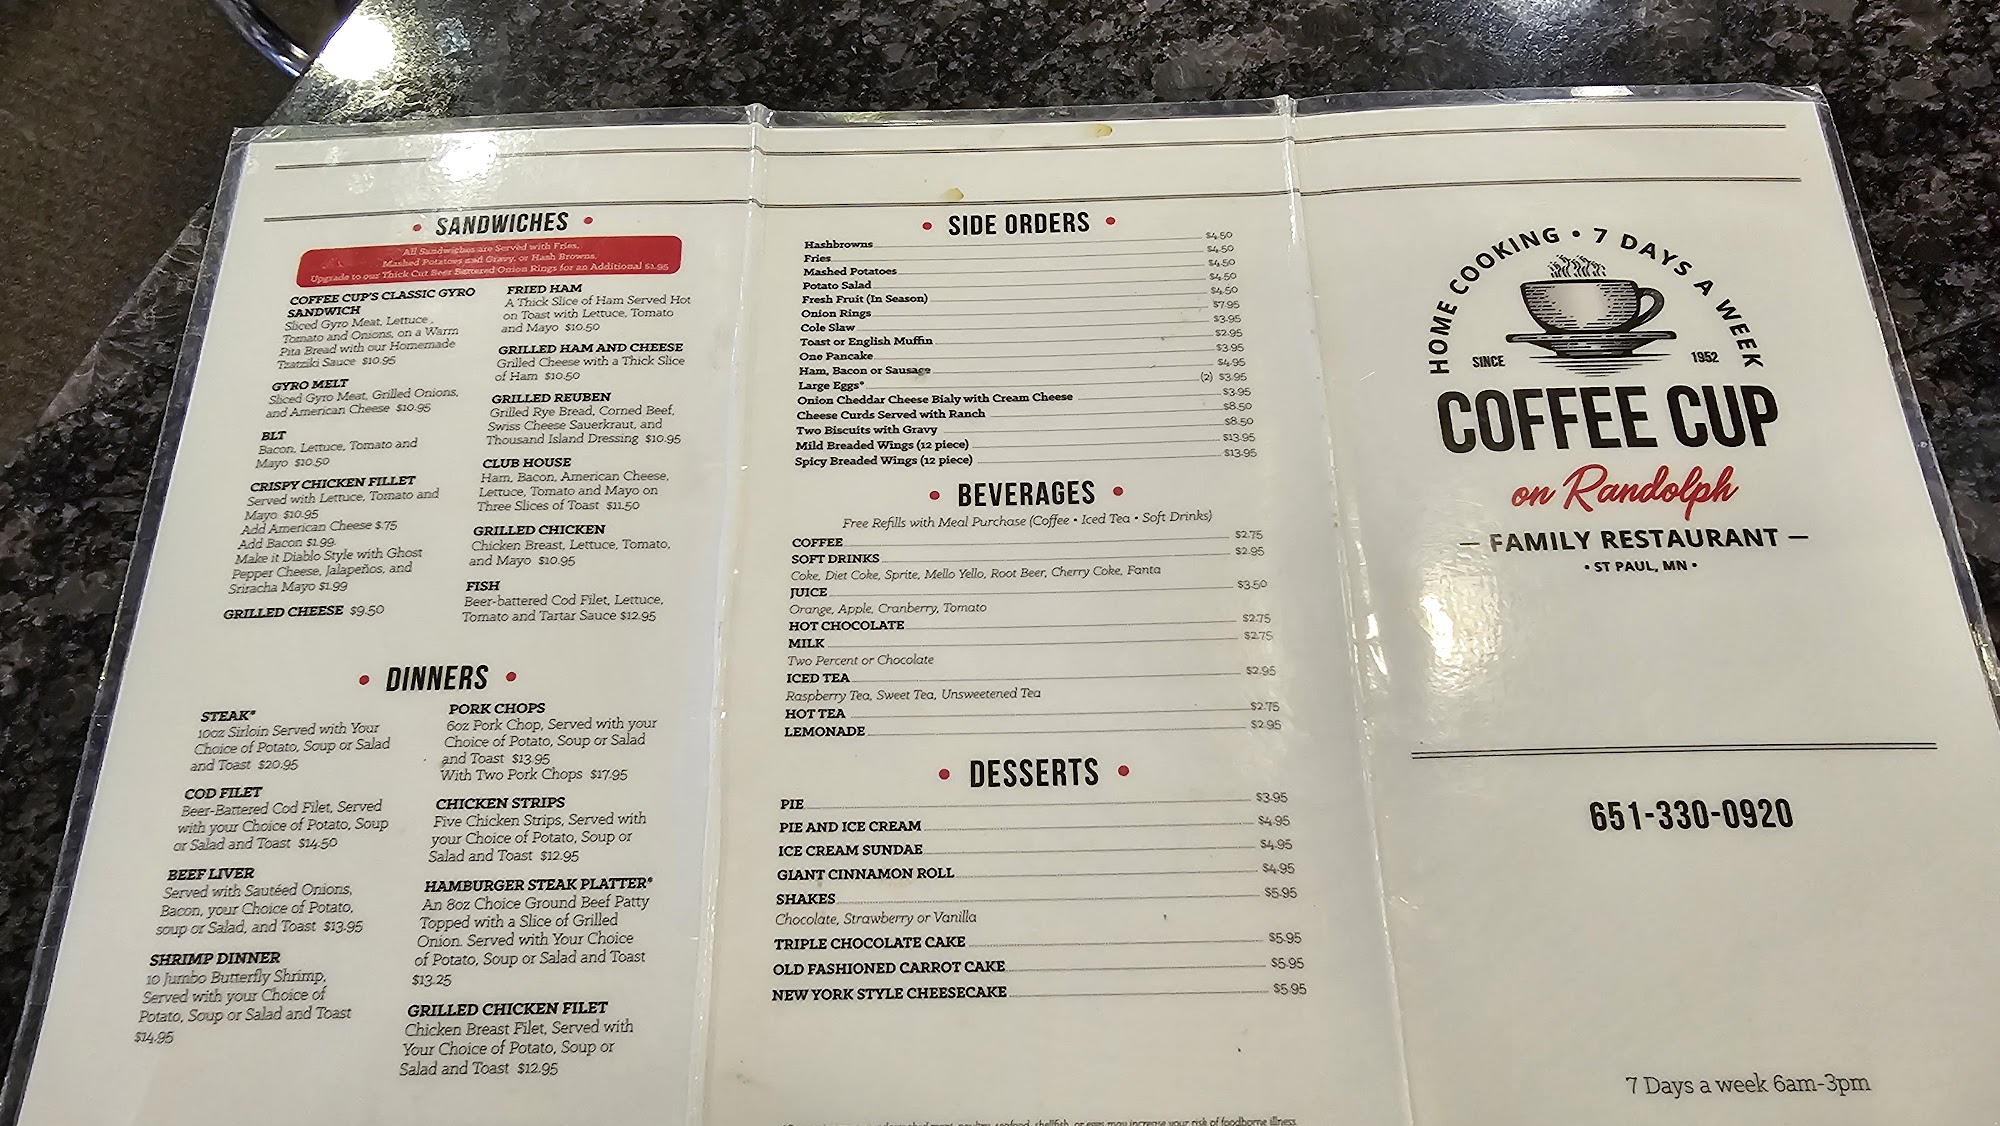 SANDWICHES
All Sandwiches are Served with Fries,
Mashed Potatoes and Gravy, or Hash Browns,
Upgrade to our Thick Cut Beer Battered Onion Rings for an Additional $1.95
COFFEE CUP'S CLASSIC GYRO
SANDWICH
Sliced Gyro Meat, Lettuce,
Tomato and Onions, on a Warm
Pita Bread with our Homemade
Tzatziki Sauce $10.95
GYRO MELT
Sliced Gyro Meat, Grilled Onions,
and American Cheese $10.95
BLT
Bacon, Lettuce, Tomato and
Mayo $10.50
CRISPY CHICKEN FILLET
Served with Lettuce, Tomato and
Mayo $10.95
Add American Cheese $.75
Add Bacon $1.99
Make it Diablo Style with Ghost
Pepper Cheese, Jalapeños, and
Sriracha Mayo $1.99
GRILLED CHEESE $9.50
FRIED HAM
A Thick Slice of Ham Served Hot
on Toast with Lettuce, Tomato
and Mayo $10.50
GRILLED HAM AND CHEESE
Grilled Cheese with a Thick Slice
of Ham $10.50
GRILLED REUBEN
Grilled Rye Bread, Corned Beef,
Swiss Cheese Sauerkraut, and
Thousand Island Dressing $10.95
CLUB HOUSE
Ham, Bacon, American Cheese,
Lettuce, Tomato and Mayo on
Three Slices of Toast $11.50
GRILLED CHICKEN
Chicken Breast, Lettuce, Tomato,
and Mayo $10.95
FISH
Beer-battered Cod Filet, Lettuce,
Tomato and Tartar Sauce $12.95
DINNERS
STEAK*
10oz Sirloin Served with Your
Choice of Potato, Soup or Salad
and Toast $20.95
COD FILET
Beer-Battered Cod Filet, Served
with your Choice of Potato, Soup
or Salad and Toast $14.50
BEEF LIVER
Served with Sautéed Onions,
Bacon, your Choice of Potato,
soup or Salad, and Toast $13.95
SHRIMP DINNER
10 Jumbo Butterfly Shrimp,
Served with your Choice of
Potato, Soup or Salad and Toast
$14.95
PORK CHOPS
6oz Pork Chop, Served with your
Choice of Potato, Soup or Salad
and Toast $13.95
With Two Pork Chops $17.95
CHICKEN STRIPS
Five Chicken Strips, Served with
your Choice of Potato, Soup or
Salad and Toast $12.95
HAMBURGER STEAK PLATTER*
An 8oz Choice Ground Beef Patty
Topped with a Slice of Grilled
Onion. Served with Your Choice
of Potato, Soup or Salad and Toast
$13.25
GRILLED CHICKEN FILET
Chicken Breast Filet, Served with
Your Choice of Potato, Soup or
Salad and Toast $12.95
SIDE ORDERS
Hashbrowns $4.50
Fries $4.50
Mashed Potatoes $4.50
Potato Salad $4.50
Fresh Fruit (In Season) $4.50
Onion Rings $7.95
Cole Slaw $3.95
Toast or English Muffin $2.95
One Pancake $3.95
Ham, Bacon or Sausage $4.95
Large Eggs* (2) $3.95
Onion Cheddar Cheese Bialy with Cream Cheese $3.95
Cheese Curds Served with Ranch $8.50
Two Biscuits with Gravy $8.50
Mild Breaded Wings (12 piece) $13.95
Spicy Breaded Wings (12 piece) $13.95
BEVERAGES
Free Refills with Meal Purchase (Coffee • Iced Tea • Soft Drinks)
COFFEE $2.75
SOFT DRINKS $2.95
Coke, Diet Coke, Sprite, Mello Yello, Root Beer, Cherry Coke, Fanta
JUICE $3.50
Orange, Apple, Cranberry, Tomato
HOT CHOCOLATE $2.75
MILK $2.75
Two Percent or Chocolate
ICED TEA $2.95
Raspberry Tea, Sweet Tea, Unsweetened Tea
HOT TEA $2.75
LEMONADE $2.95
DESSERTS
PIE $3.95
PIE AND ICE CREAM $4.95
ICE CREAM SUNDAE $4.95
GIANT CINNAMON ROLL $4.95
SHAKES $5.95
Chocolate, Strawberry or Vanilla
TRIPLE CHOCOLATE CAKE $5.95
OLD FASHIONED CARROT CAKE $5.95
NEW YORK STYLE CHEESECAKE $5.95
seafood, shellfish, or eggs may increase your risk of foodborne illness.
HOME COOKING • 7 DAYS A WEEK
SINCE 1952
COFFEE CUP
on Randolph
— FAMILY RESTAURANT —
• ST PAUL, MN •
651-330-0920
7 Days a week 6am-3pm